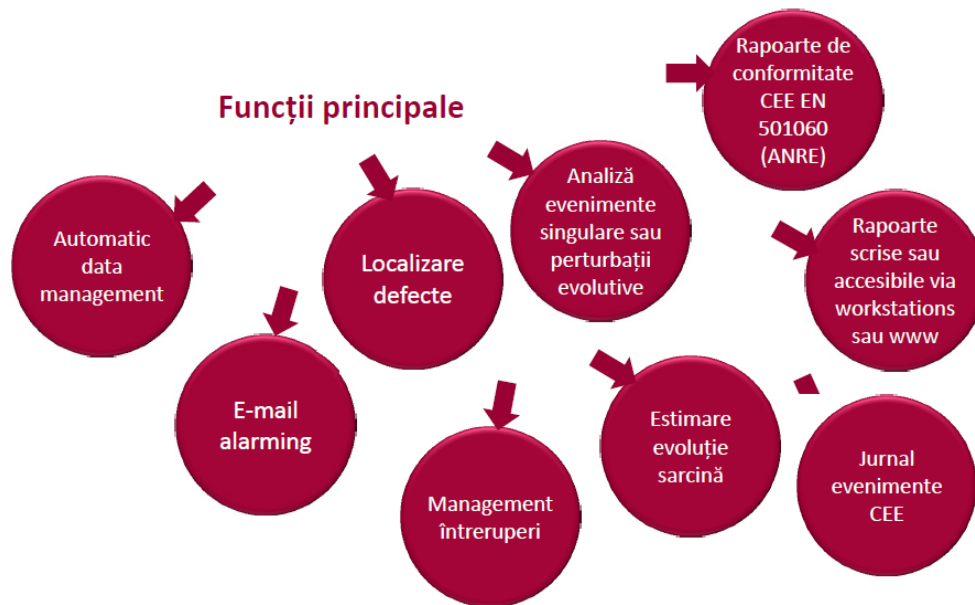 Funcții principale
Automatic
data
management
E-mail
alarming
Localizare
defecte
Management
întreruperi
Analiză
evenimente
singulare sau
perturbații
evolutive
Estimare
evoluție
sarcină
Rapoarte de
conformitate
CEE EN
501060
(ANRE)
Rapoarte
scrise sau
accesibile via
workstations
sau www
Jurnal
evenimente
CEE